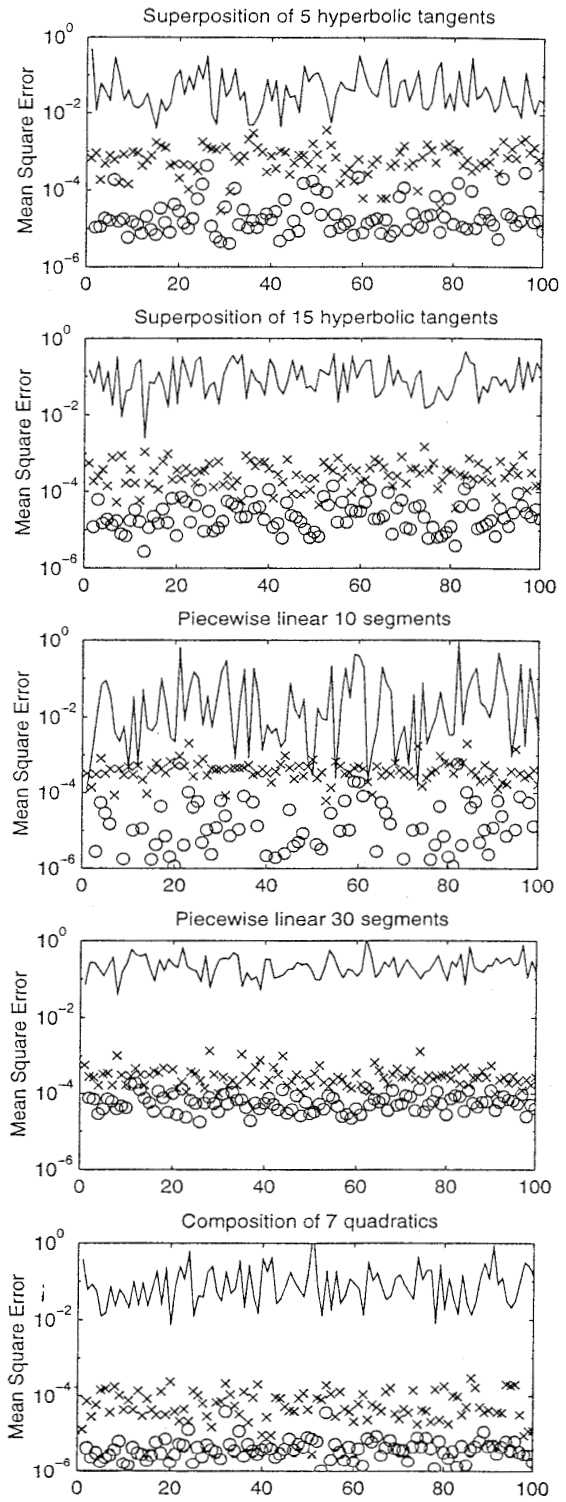 Superposition of 5 hyperbolic tangents
10^0
10^-2
10^-4
10^-6
Mean Square Error
0 20 40 60 80 100
Superposition of 15 hyperbolic tangents
10^0
10^-2
10^-4
10^-6
Mean Square Error
0 20 40 60 80 100
Piecewise linear 10 segments
10^0
10^-2
10^-4
10^-6
Mean Square Error
0 20 40 60 80 100
Piecewise linear 30 segments
10^0
10^-2
10^-4
10^-6
Mean Square Error
0 20 40 60 80 100
Composition of 7 quadratics
10^0
10^-2
10^-4
10^-6
Mean Square Error
0 20 40 60 80 100